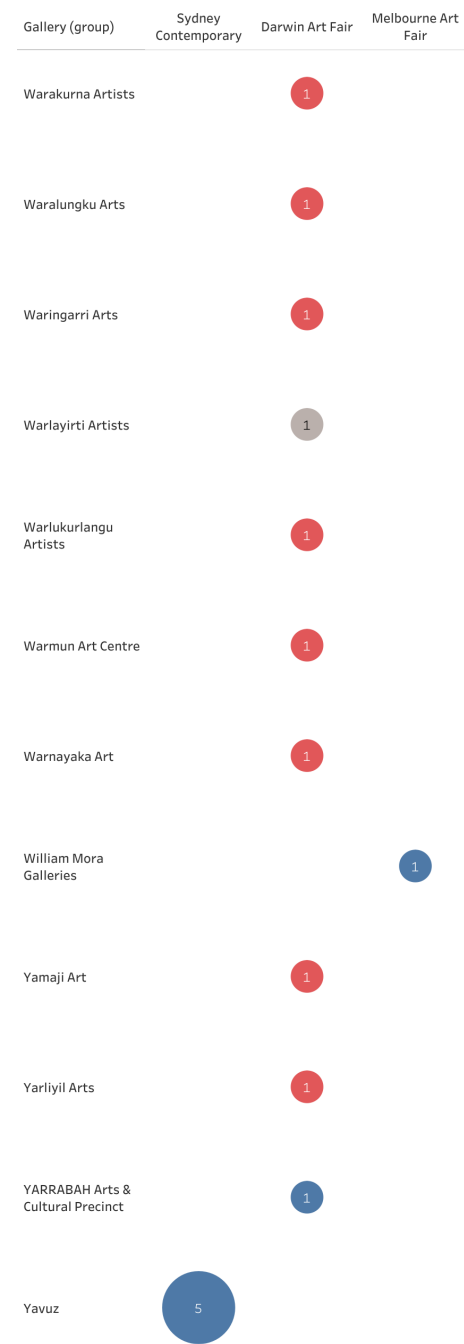 Gallery (group)
Sydney
Contemporary
Darwin Art Fair
Melbourne Art
Fair
Warakurna Artists
1
Waralungku Arts
1
Waringarri Arts
1
Warlayirti Artists
1
Warlukurlangu
Artists
1
Warmun Art Centre
1
Warnayaka Art
1
William Mora
Galleries
1
Yamaji Art
1
Yarliyil Arts
1
YARRABAH Arts &
Cultural Precinct
1
Yavuz
5